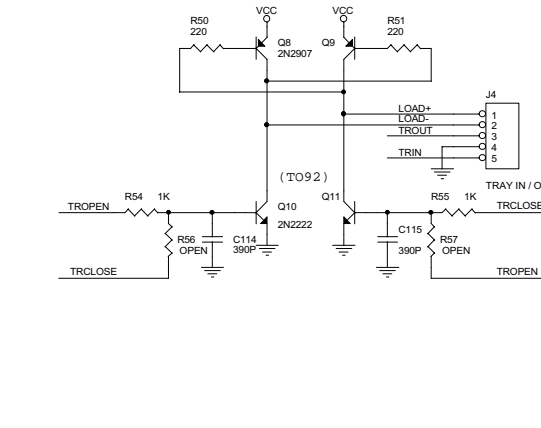 VCC VCC
R50 R51
220 220
Q8 Q9
2N2907
J4
LOAD+ 1
LOAD- 2
TROUT 3
4
TRIN 5
(TO92)
TRAY IN / O
R54 1K Q11 R55 1K
TROPEN Q10 TRCLOSE
2N2222
R56 C114 C115 R57
OPEN 390P 390P OPEN
TRCLOSE TROPEN